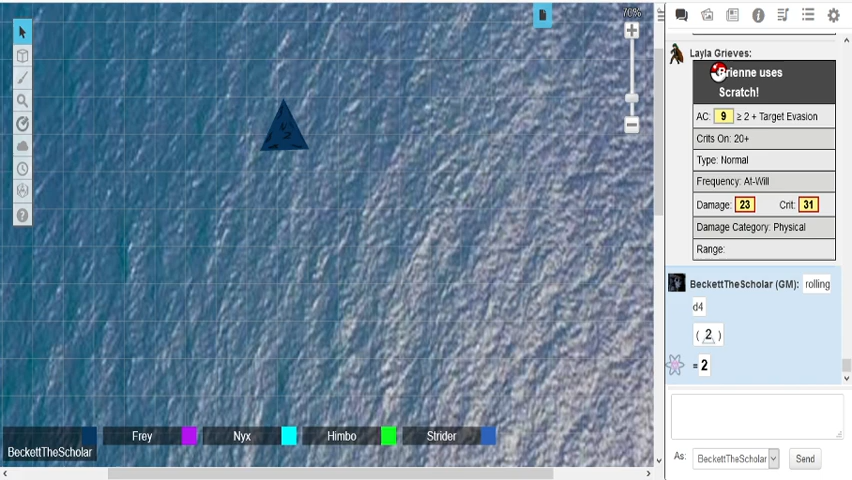 70%
Layla Grieves:
Brienne uses
Scratch!
AC: 9 ≥ 2 + Target Evasion
Crits On: 20+
Type: Normal
Frequency: At-Will
Damage: 23 Crit: 31
Damage Category: Physical
Range:
BeckettTheScholar (GM): rolling
d4
( 2 )
= 2
2
BeckettTheScholar
Frey
Nyx
Himbo
Strider
As: BeckettTheScholar Send